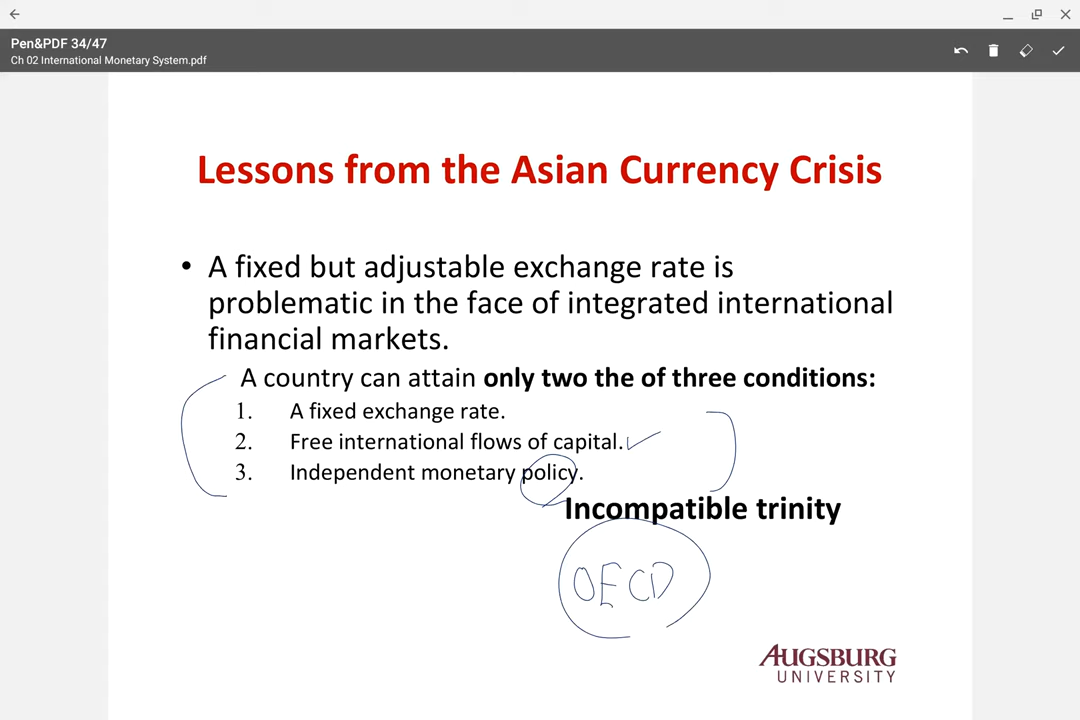 Pen&PDF 34/47
Ch 02 International Monetary System.pdf
Lessons from the Asian Currency Crisis
• A fixed but adjustable exchange rate is
problematic in the face of integrated international
financial markets.
A country can attain only two the of three conditions:
1. A fixed exchange rate.
2. Free international flows of capital.
3. Independent monetary policy.
Incompatible trinity
OECD
AUGSBURG
UNIVERSITY